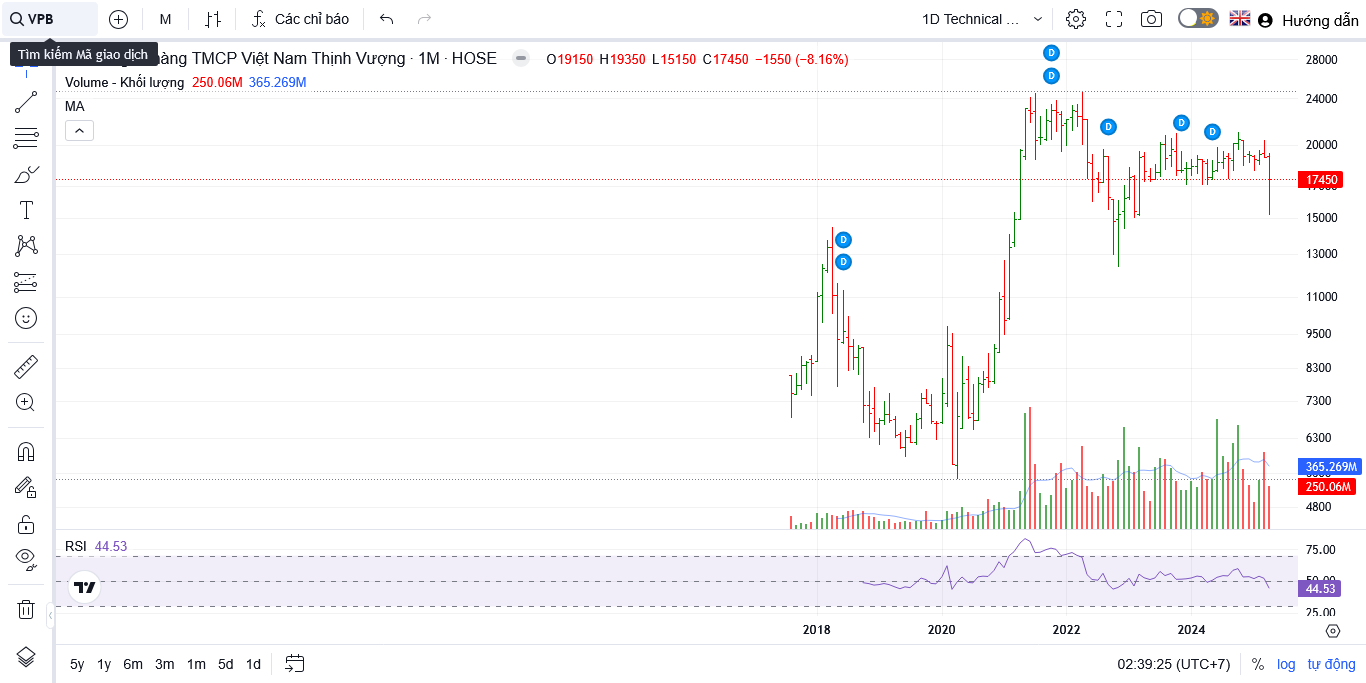 VPB
M
Các chỉ báo
1D Technical ...
Hướng dẫn
Tìm kiếm Mã giao dịch
hàng TMCP Việt Nam Thịnh Vượng · 1M · HOSE
O19150 H19350 L15150 C17450 −1550 (−8.16%)
Volume - Khối lượng 250.06M 365.269M
MA
D
D
D
D
D
D
D
28000
24000
20000
17450
15000
13000
11000
9500
8300
7300
6300
365.269M
250.06M
4800
RSI 44.53
75.00
50.00
44.53
25.00
2018
2020
2022
2024
5y 1y 6m 3m 1m 5d 1d
02:39:25 (UTC+7)
% log tự động